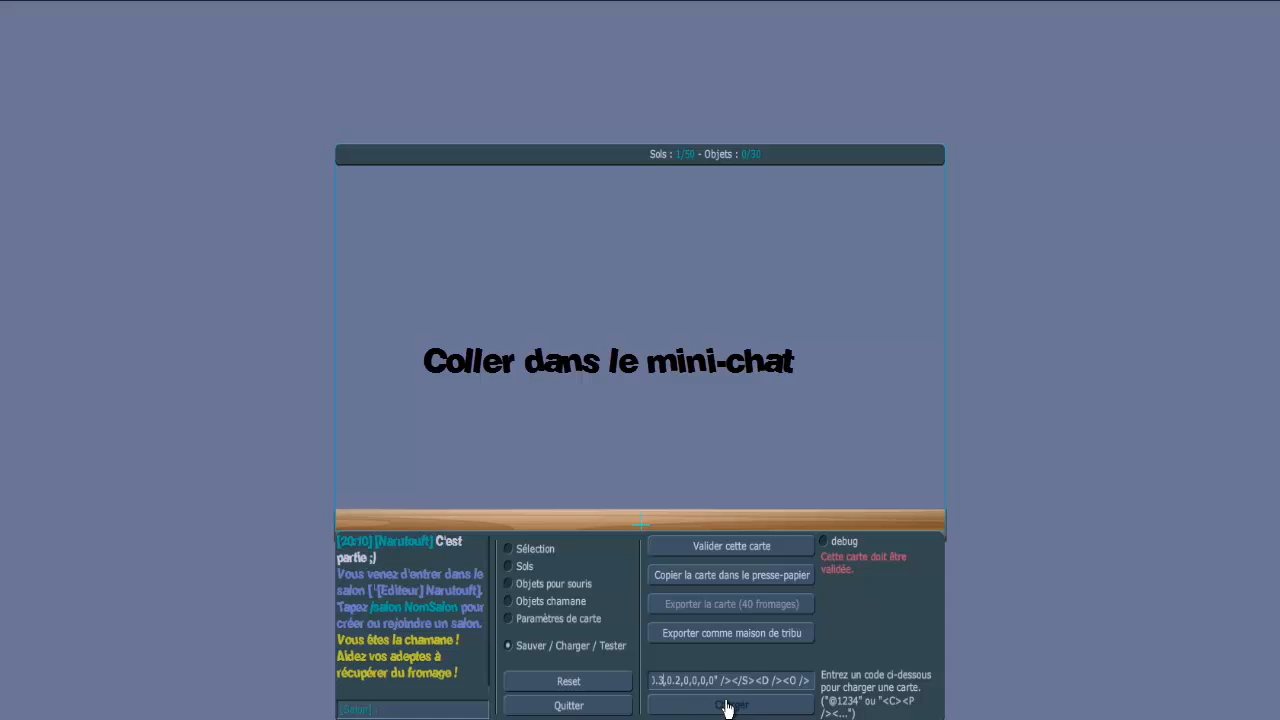 Sols : 1/50 - Objets : 0/30
Coller dans le mini-chat
[20:10] [Narutouft] C'est
partie ;)
Vous venez d'entrer dans le
salon ['[Editeur] Narutouft].
Tapez /salon NomSalon pour
créer ou rejoindre un salon.
Vous êtes la chamane !
Aidez vos adeptes à
récupérer du fromage !
[Salon]
Sélection
Sols
Objets pour souris
Objets chamane
Paramètres de carte
Sauver / Charger / Tester
Reset
Quitter
Valider cette carte
Copier la carte dans le presse-papier
Exporter la carte (40 fromages)
Exporter comme maison de tribu
).3,0.2,0,0,0,0" /></S><D /><O />
Charger
debug
Cette carte doit être
validée.
Entrez un code ci-dessous
pour charger une carte.
("@1234" ou "<C><P
/><...")